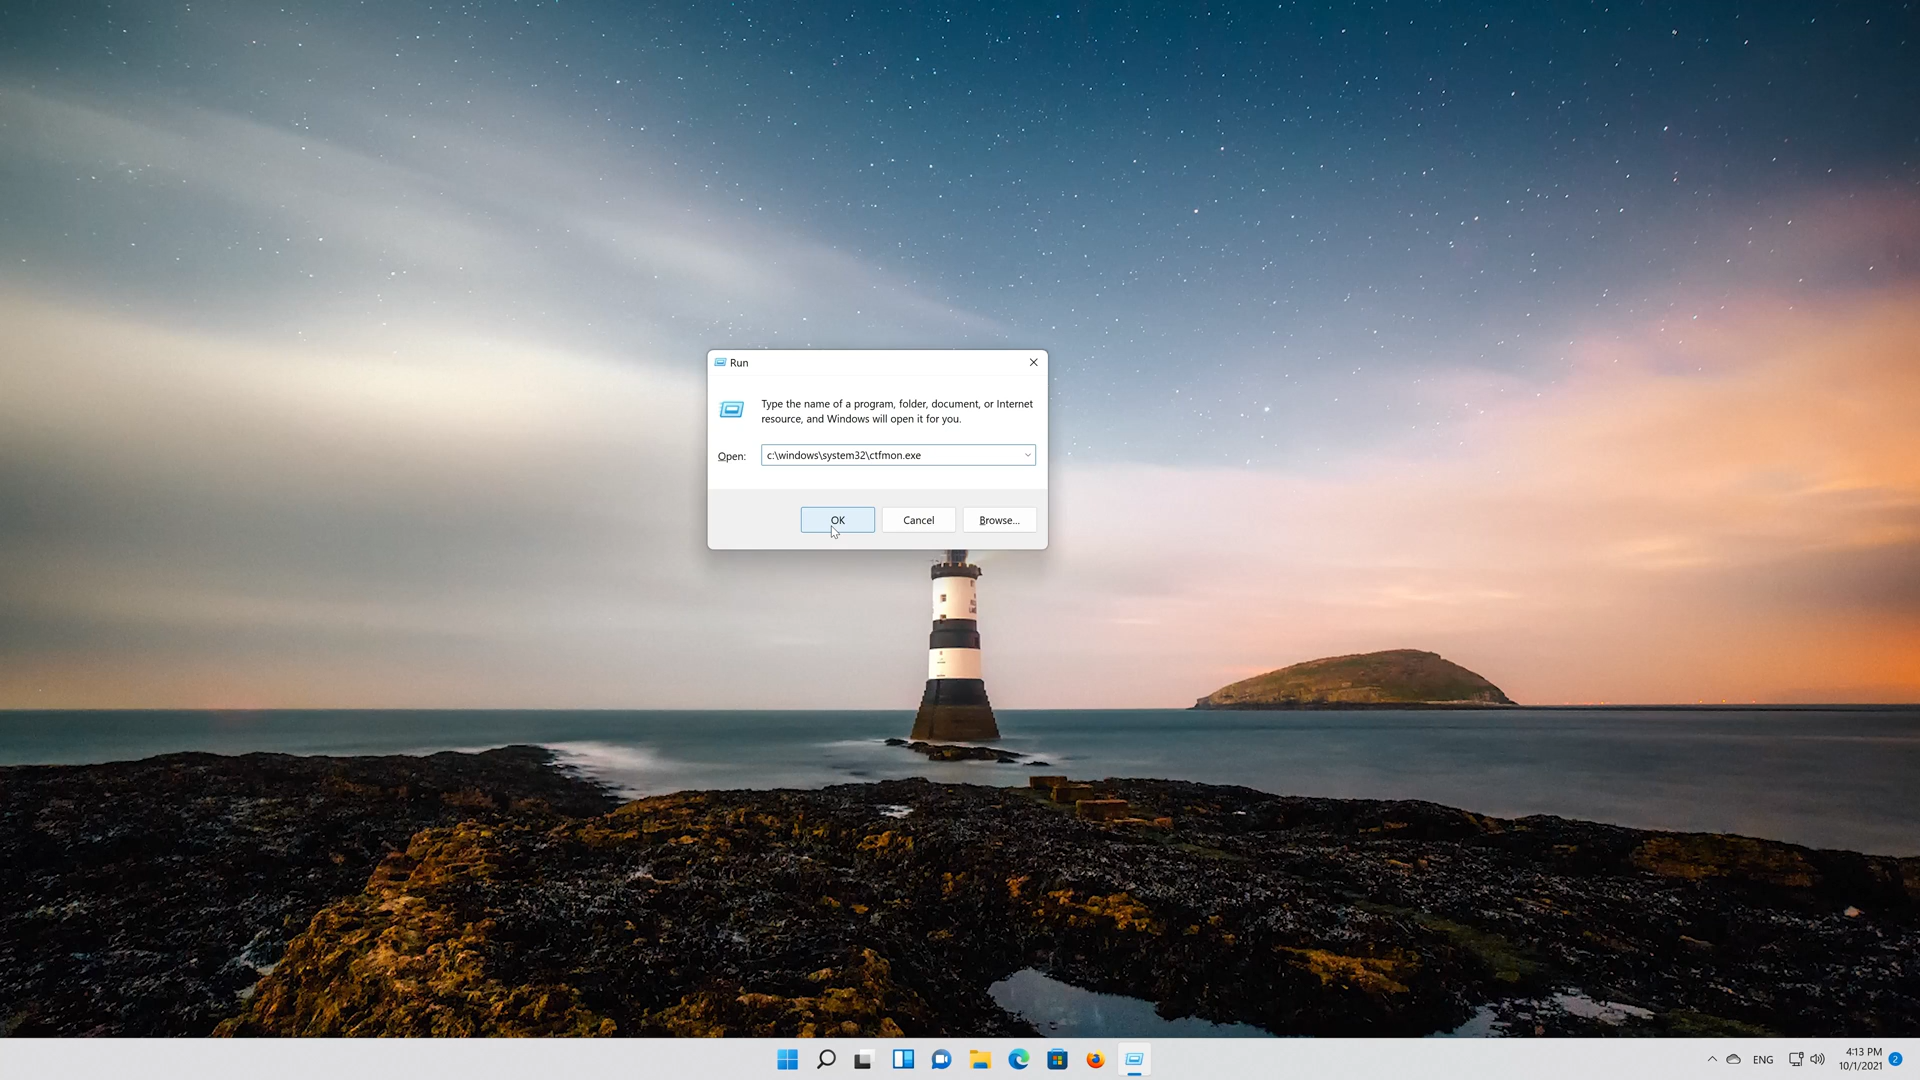 Run
Type the name of a program, folder, document, or Internet
resource, and Windows will open it for you.
Open:
c:\windows\system32\ctfmon.exe
OK
Cancel
Browse...
ENG
4:13 PM
10/1/2021
2